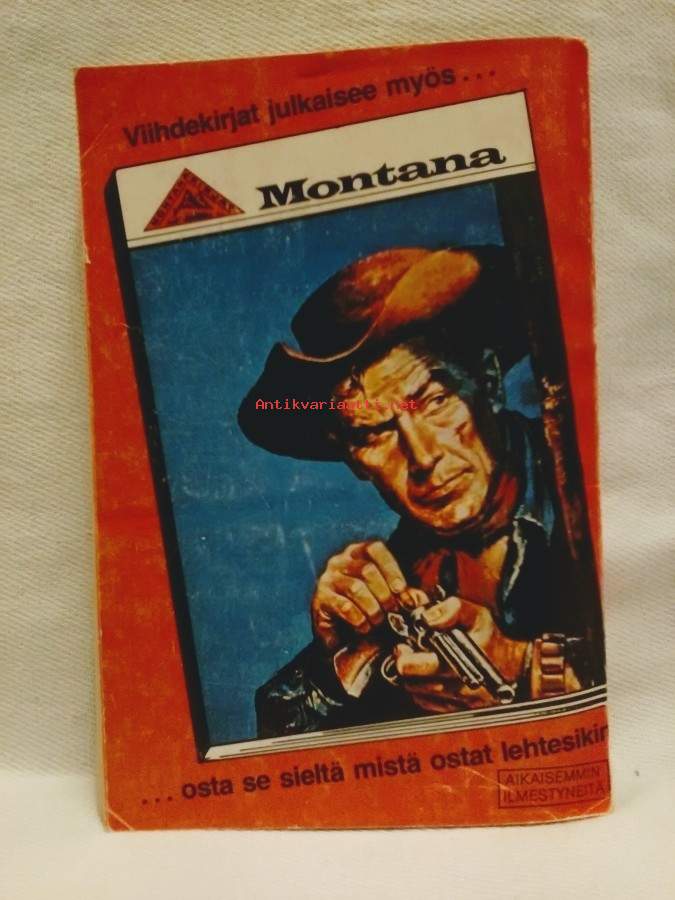 Viihdekirjat julkaisee myös...
A Montana
Antikvariaatti.net
...osta se sieltä mistä ostat lehtesikin
AIKAISEMMIN
ILMESTYNEITÄ